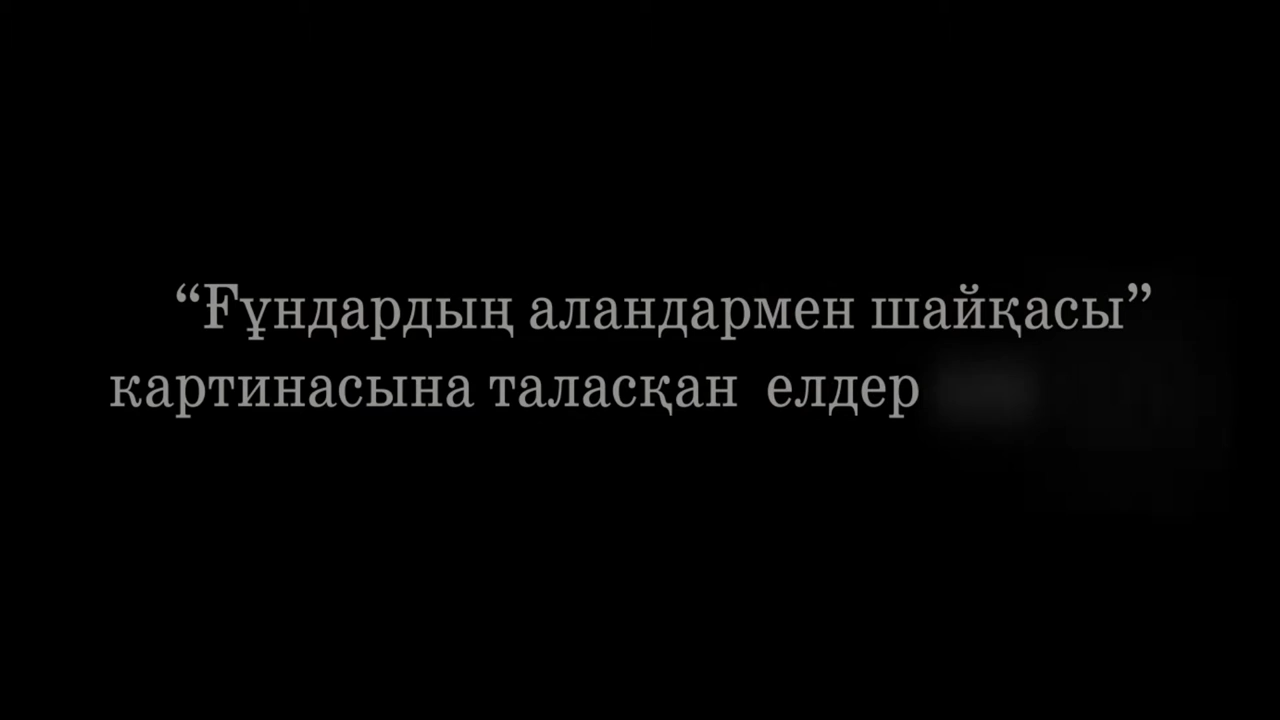 “Ғұндардың аландармен шайқасы”
картинасына таласқан елдер